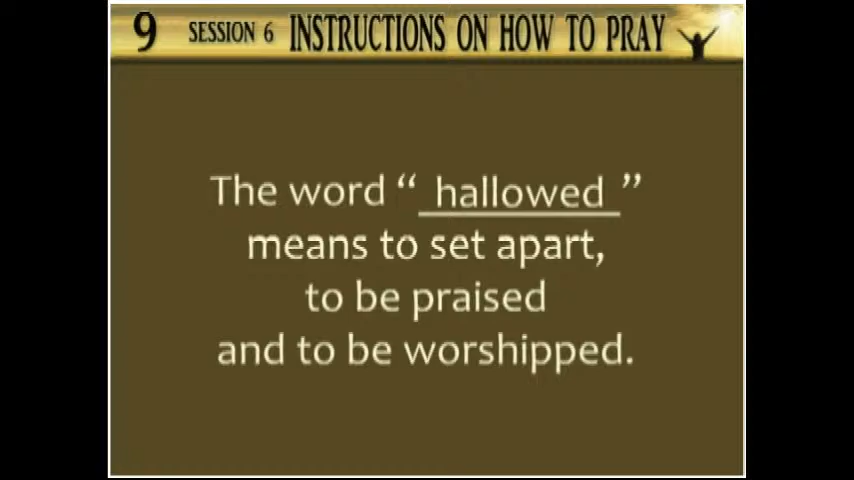 9 SESSION 6 INSTRUCTIONS ON HOW TO PRAY
The word “ hallowed ”
means to set apart,
to be praised
and to be worshipped.